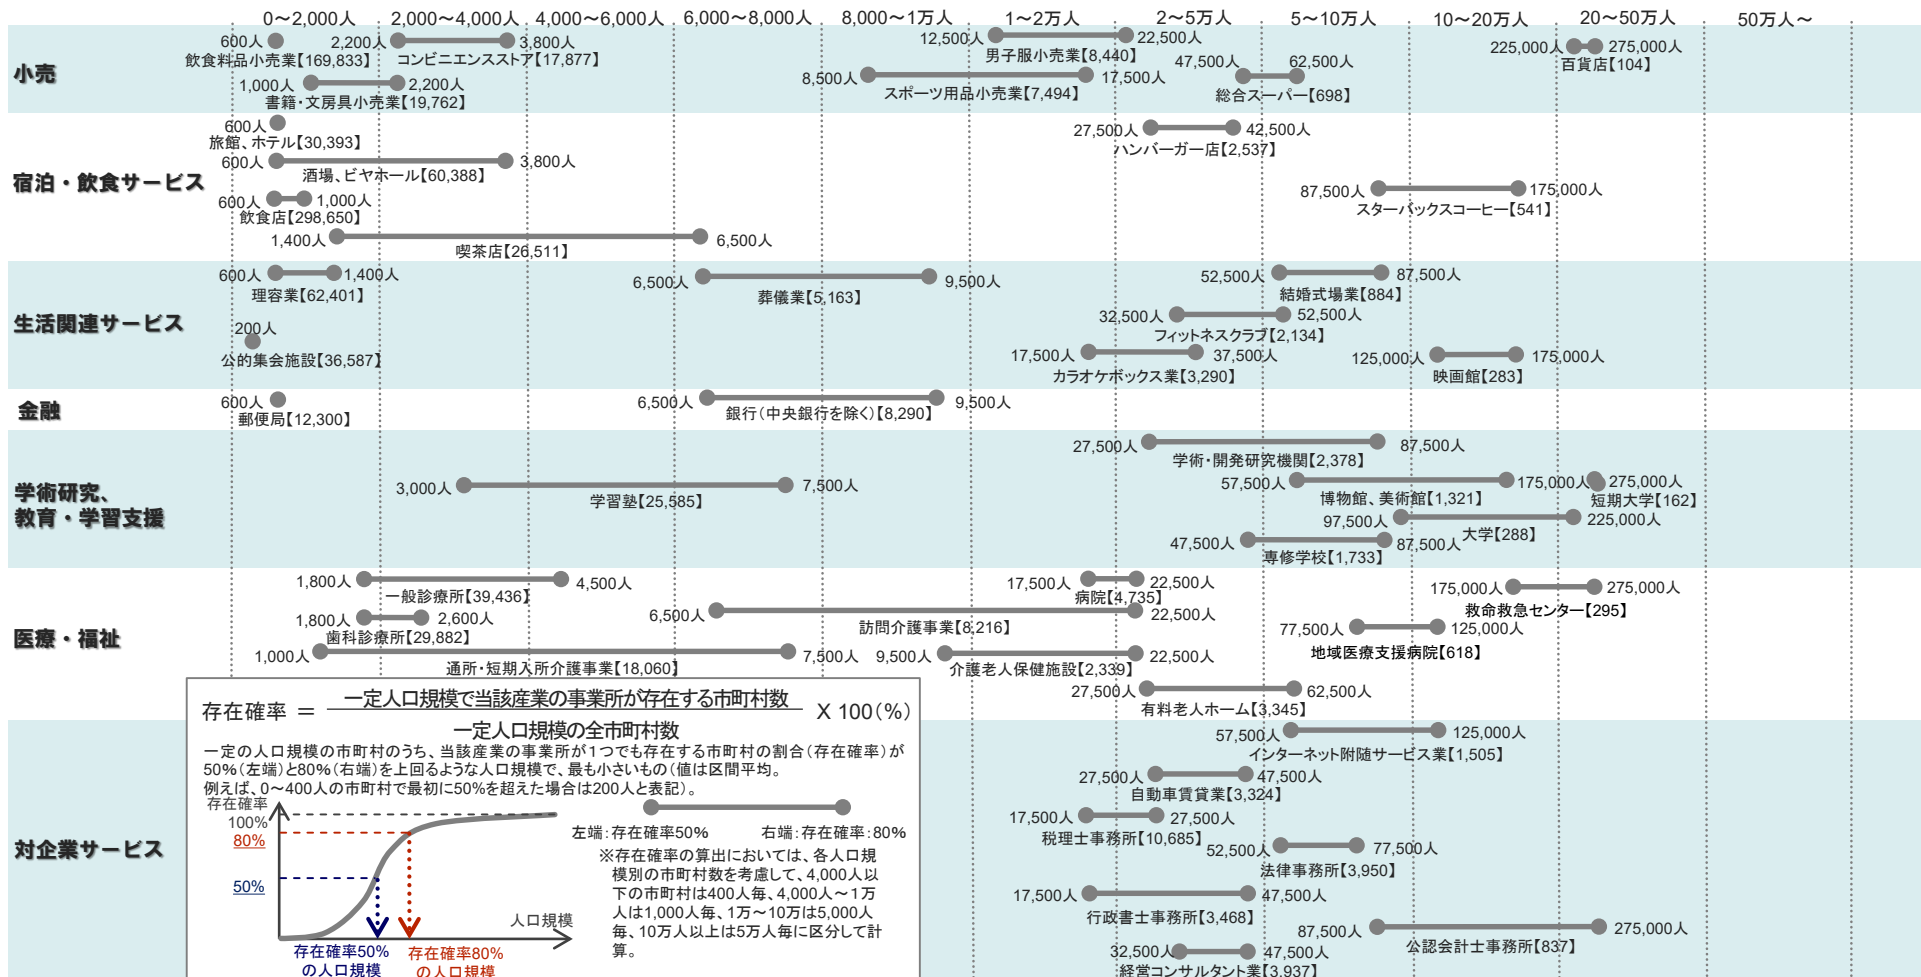 0～2,000人 2,000～4,000人 4,000～6,000人 6,000～8,000人 8,000～1万人 1～2万人 2～5万人 5～10万人 10～20万人 20～50万人 50万人～
小売
600人
飲食料品小売業【169,833】
2,200人 3,800人
コンビニエンスストア【17,877】
12,500人 22,500人
男子服小売業【8,440】
225,000人 275,000人
百貨店【104】
1,000人 2,200人
書籍・文房具小売業【19,762】
8,500人 17,500人
スポーツ用品小売業【7,494】
47,500人 62,500人
総合スーパー【698】
宿泊・飲食サービス
600人
旅館、ホテル【30,393】
27,500人 42,500人
ハンバーガー店【2,537】
600人 3,800人
酒場、ビヤホール【60,388】
87,500人 175,000人
スターバックスコーヒー【541】
600人 1,000人
飲食店【298,650】
1,400人 6,500人
喫茶店【26,511】
生活関連サービス
600人 1,400人
理容業【62,401】
6,500人 9,500人
葬儀業【5,163】
52,500人 87,500人
結婚式場業【884】
32,500人 52,500人
フィットネスクラブ【2,134】
200人
公的集会施設【36,587】
17,500人 37,500人
カラオケボックス業【3,290】
125,000人 175,000人
映画館【283】
金融
600人
郵便局【12,300】
6,500人 9,500人
銀行（中央銀行を除く）【8,290】
学術研究、
教育・学習支援
27,500人 87,500人
学術・開発研究機関【2,378】
3,000人 7,500人
学習塾【25,585】
57,500人 175,000人
博物館、美術館【1,321】
275,000人
短期大学【162】
97,500人 225,000人
大学【288】
47,500人 87,500人
専修学校【1,733】
医療・福祉
1,800人 4,500人
一般診療所【39,436】
17,500人 22,500人
病院【4,735】
175,000人 275,000人
救命救急センター【295】
1,800人 2,600人
歯科診療所【29,882】
6,500人 22,500人
訪問介護事業【8,216】
77,500人 125,000人
地域医療支援病院【618】
1,000人 7,500人
通所・短期入所介護事業【18,060】
9,500人 22,500人
介護老人保健施設【2,339】
27,500人 62,500人
有料老人ホーム【3,345】
対企業サービス
57,500人 125,000人
インターネット附随サービス業【1,505】
27,500人 47,500人
自動車賃貸業【3,324】
17,500人 27,500人
税理士事務所【10,685】
52,500人 77,500人
法律事務所【3,950】
17,500人 47,500人
行政書士事務所【3,468】
87,500人 275,000人
公認会計士事務所【837】
32,500人 47,500人
経営コンサルタント業【3,937】
存在確率 ＝ 一定人口規模で当該産業の事業所が存在する市町村数 X 100（%）
一定人口規模の全市町村数
一定の人口規模の市町村のうち、当該産業の事業所が1つでも存在する市町村の割合（存在確率）が
50%（左端）と80%（右端）を上回るような人口規模で、最も小さいもの（値は区間平均。
例えば、0～400人の市町村で最初に50%を超えた場合は200人と表記）。
存在確率
100%
80%
50%
人口規模
存在確率50%
の人口規模
存在確率80%
の人口規模
左端：存在確率50% 右端：存在確率：80%
※存在確率の算出においては、各人口規
模別の市町村数を考慮して、4,000人以
下の市町村は400人毎、4,000人～1万
人は1,000人毎、1万～10万は5,000人
毎、10万人以上は5万人毎に区分して計
算。